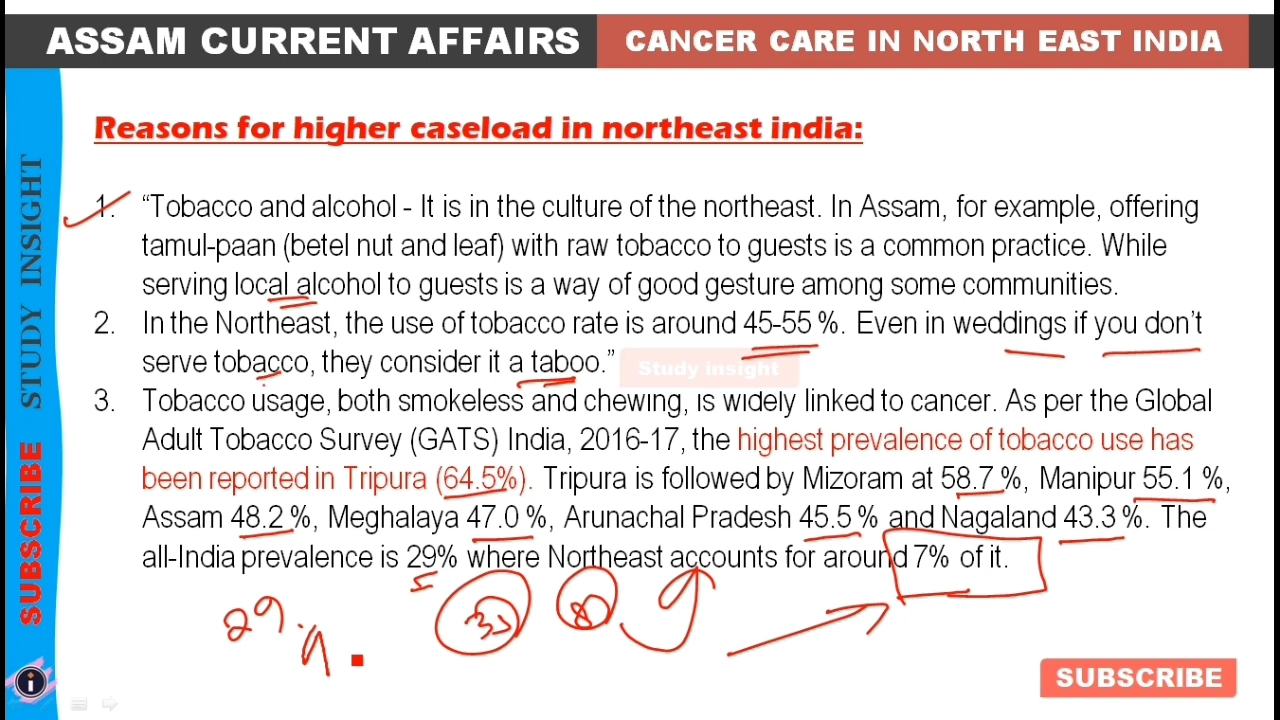 ASSAM CURRENT AFFAIRS
CANCER CARE IN NORTH EAST INDIA
STUDY INSIGHT
SUBSCRIBE
Reasons for higher caseload in northeast india:
1. “Tobacco and alcohol - It is in the culture of the northeast. In Assam, for example, offering
tamul-paan (betel nut and leaf) with raw tobacco to guests is a common practice. While
serving local alcohol to guests is a way of good gesture among some communities.
2. In the Northeast, the use of tobacco rate is around 45-55 %. Even in weddings if you don’t
serve tobacco, they consider it a taboo.”
Study insight
3. Tobacco usage, both smokeless and chewing, is widely linked to cancer. As per the Global
Adult Tobacco Survey (GATS) India, 2016-17, the highest prevalence of tobacco use has
been reported in Tripura (64.5%). Tripura is followed by Mizoram at 58.7 %, Manipur 55.1 %,
Assam 48.2 %, Meghalaya 47.0 %, Arunachal Pradesh 45.5 % and Nagaland 43.3 %. The
all-India prevalence is 29% where Northeast accounts for around 7% of it.
29
8
SUBSCRIBE